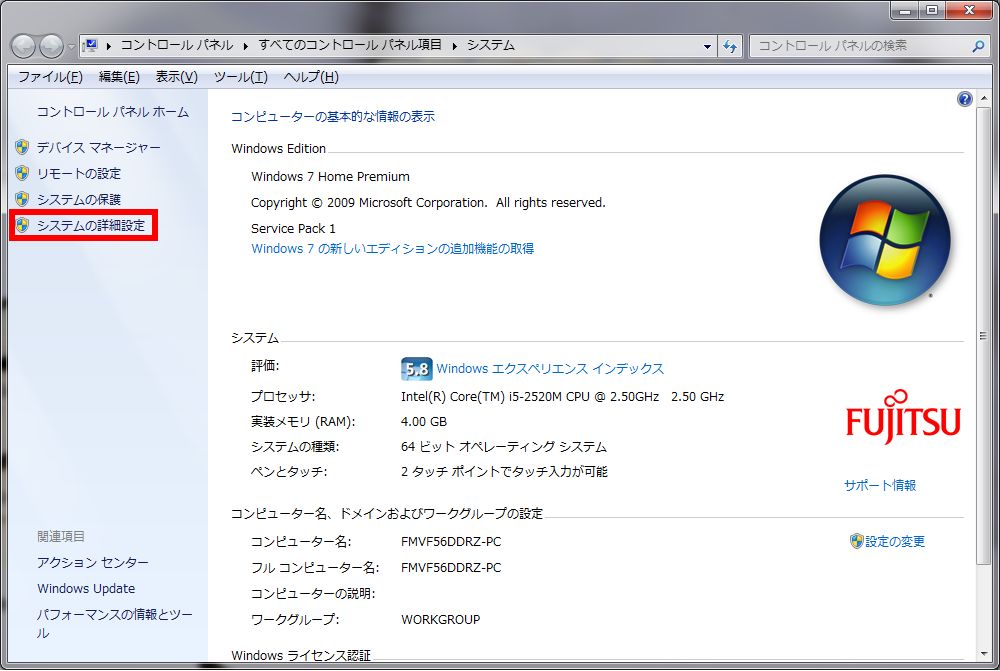 コントロール パネル ▸ すべてのコントロール パネル項目 ▸ システム
コントロール パネルの検索
ファイル(F) 編集(E) 表示(V) ツール(T) ヘルプ(H)
コントロール パネル ホーム
デバイス マネージャー
リモートの設定
システムの保護
システムの詳細設定
関連項目
アクション センター
Windows Update
パフォーマンスの情報とツー
ル
コンピューターの基本的な情報の表示
Windows Edition
Windows 7 Home Premium
Copyright © 2009 Microsoft Corporation. All rights reserved.
Service Pack 1
Windows 7 の新しいエディションの追加機能の取得
システム
評価: 5.8 Windows エクスペリエンス インデックス
プロセッサ: Intel(R) Core(TM) i5-2520M CPU @ 2.50GHz 2.50 GHz
実装メモリ (RAM): 4.00 GB
システムの種類: 64 ビット オペレーティング システム
ペンとタッチ: 2 タッチ ポイントでタッチ入力が可能
FUJITSU
サポート情報
コンピューター名、ドメインおよびワークグループの設定
コンピューター名: FMVF56DDRZ-PC
設定の変更
フル コンピューター名: FMVF56DDRZ-PC
コンピューターの説明:
ワークグループ: WORKGROUP
Windows ライセンス認証